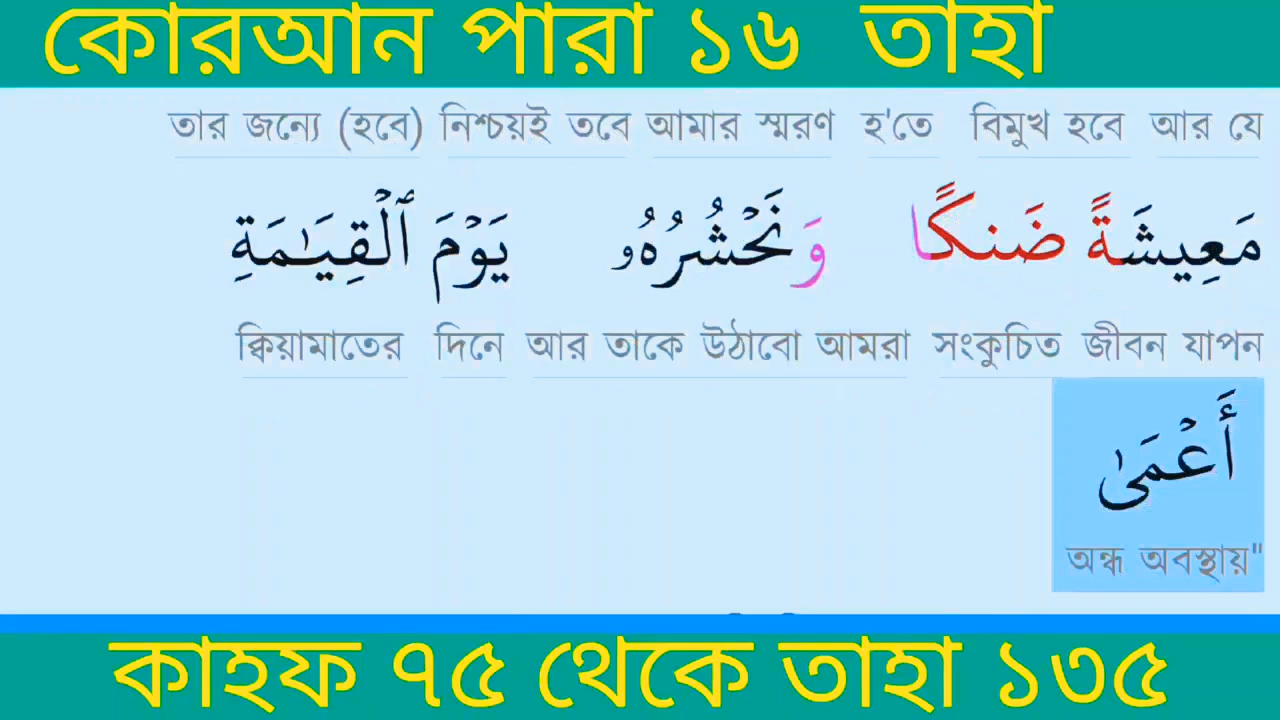 কোরআন পারা ১৬ তাহা
তার জন্যে (হবে) নিশ্চয়ই তবে আমার স্মরণ হ'তে বিমুখ হবে আর যে
مَعِيشَةً ضَنكًا وَنَحْشُرُهُۥ يَوْمَ ٱلْقِيَـٰمَةِ
ক্বিয়ামাতের দিনে আর তাকে উঠাবো আমরা সংকুচিত জীবন যাপন
أَعْمَىٰ
অন্ধ অবস্থায়"
কাহফ ৭৫ থেকে তাহা ১৩৫